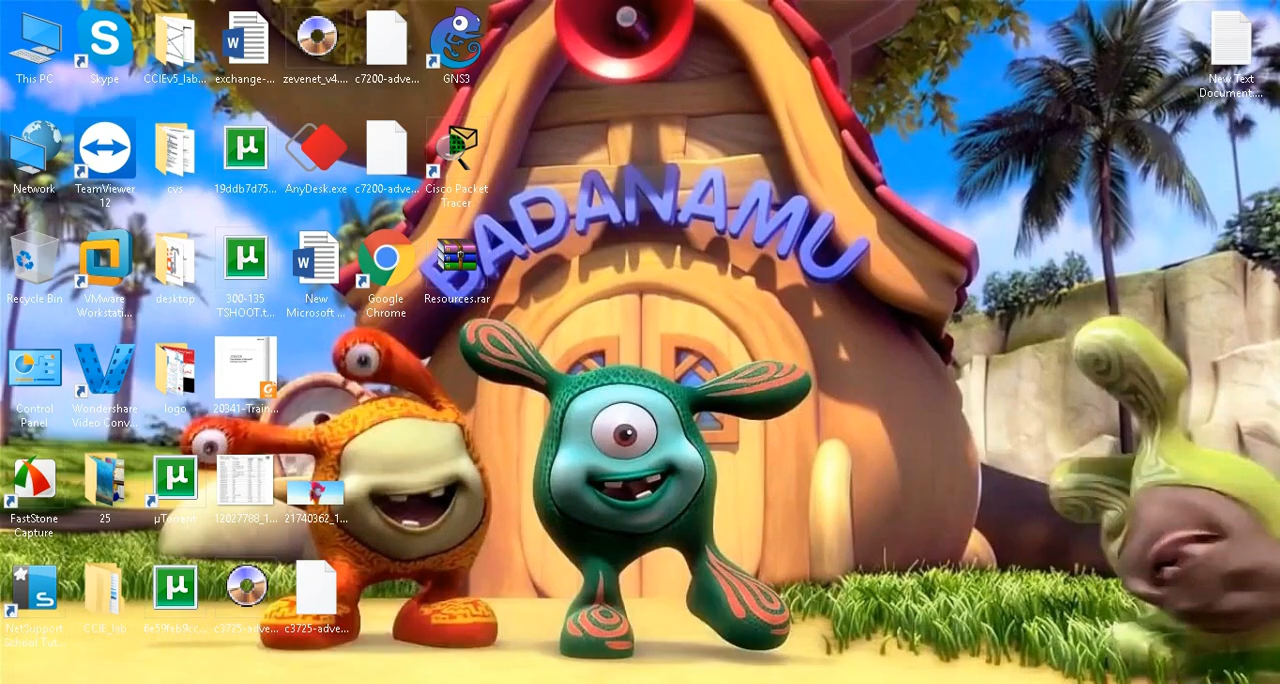 This PC
Skype
CCIEv5_lab...
exchange-...
zevenet_v4....
c7200-adve...
GNS3
New Text
Document....
Network
TeamViewer
12
cvs
19ddb7d75...
AnyDesk.exe
c7200-adve...
Cisco Packet
Tracer
BADANAMU
Recycle Bin
VMware
Workstati...
desktop
300-135
TSHOOT.t...
New
Microsoft ...
Google
Chrome
Resources.rar
Control
Panel
Wondershare
Video Conv...
logo
20341-Train...
FastStone
Capture
25
µTorrent
12027788_1...
21740362_1...
NetSupport
School Tut...
CCIE_lab
6e59feb9cc...
c3725-adve...